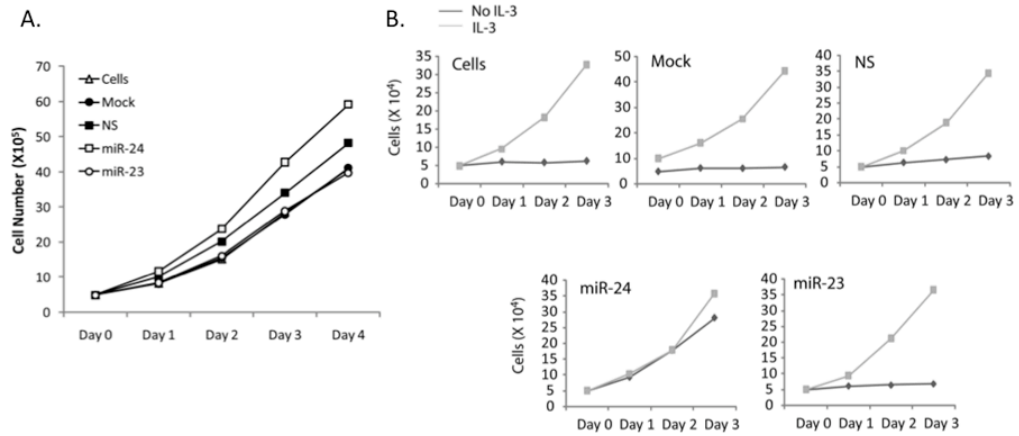 A.
70
60
50
40
30
20
10
0
Cell Number (X10⁵)
Cells
Mock
NS
miR-24
miR-23
Day 0 Day 1 Day 2 Day 3 Day 4
B.
No IL-3
IL-3
Cells
35
30
25
20
15
10
5
0
Cells (X 10⁴)
Day 0 Day 1 Day 2 Day 3
Mock
50
40
30
20
10
0
Day 0 Day 1 Day 2 Day 3
NS
40
35
30
25
20
15
10
5
0
Day 0 Day 1 Day 2 Day 3
miR-24
40
35
30
25
20
15
10
5
0
Cells (X 10⁴)
Day 0 Day 1 Day 2 Day 3
miR-23
40
35
30
25
20
15
10
5
0
Day 0 Day 1 Day 2 Day 3